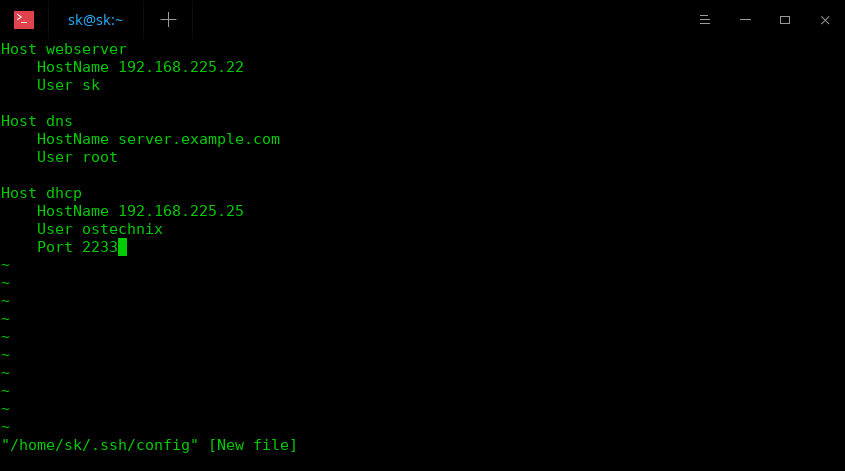 sk@sk:~
Host webserver
    HostName 192.168.225.22
    User sk

Host dns
    HostName server.example.com
    User root

Host dhcp
    HostName 192.168.225.25
    User ostechnix
    Port 2233
~
~
~
~
~
~
~
~
~
~
"/home/sk/.ssh/config" [New file]